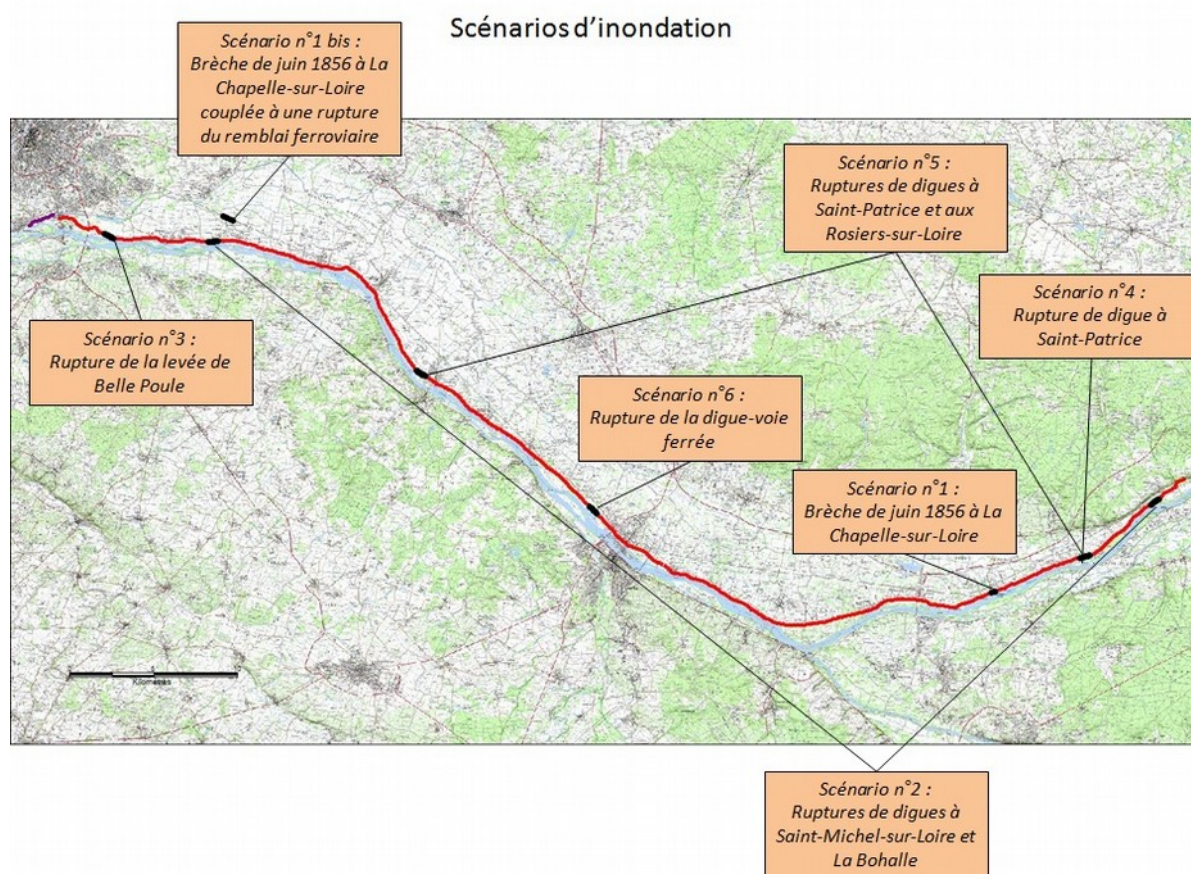 Scénarios d'inondation
Scénario n°1 bis :
Brèche de juin 1856 à La
Chapelle-sur-Loire
couplée à une rupture
du remblai ferroviaire
Scénario n°5 :
Ruptures de digues à
Saint-Patrice et aux
Rosiers-sur-Loire
Scénario n°4 :
Rupture de digue à
Saint-Patrice
Scénario n°3 :
Rupture de la levée de
Belle Poule
Scénario n°6 :
Rupture de la digue-voie
ferrée
Scénario n°1 :
Brèche de juin 1856 à La
Chapelle-sur-Loire
Kilomètres
Scénario n°2 :
Ruptures de digues à
Saint-Michel-sur-Loire et
La Bohalle